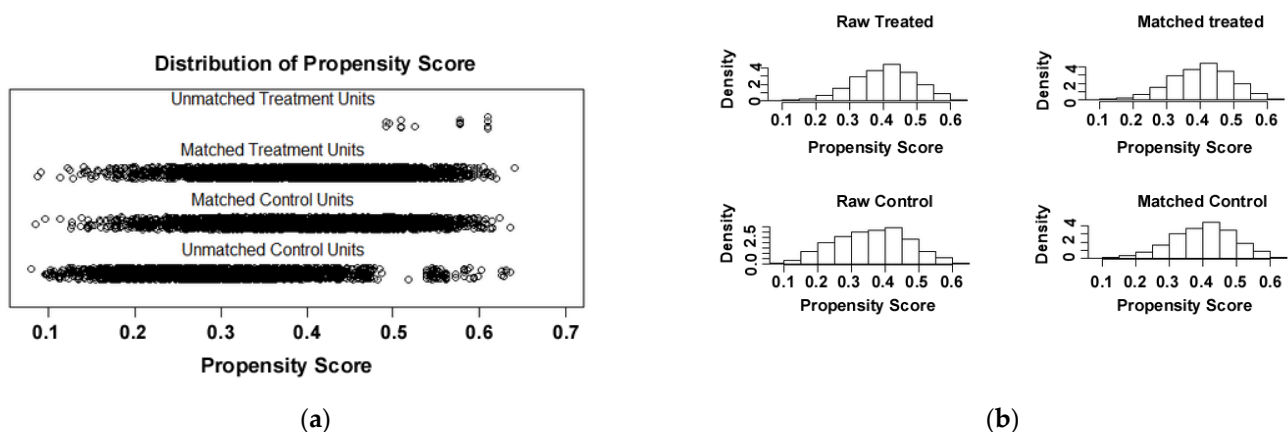 Distribution of Propensity Score
Unmatched Treatment Units
Matched Treatment Units
Matched Control Units
Unmatched Control Units
0.1 0.2 0.3 0.4 0.5 0.6 0.7
Propensity Score
(a)
Raw Treated
Density
0 2 4
0.1 0.2 0.3 0.4 0.5 0.6
Propensity Score
Matched treated
Density
0 2 4
0.1 0.2 0.3 0.4 0.5 0.6
Propensity Score
Raw Control
Density
0.0 2.5
0.1 0.2 0.3 0.4 0.5 0.6
Propensity Score
Matched Control
Density
0 2 4
0.1 0.2 0.3 0.4 0.5 0.6
Propensity Score
(b)